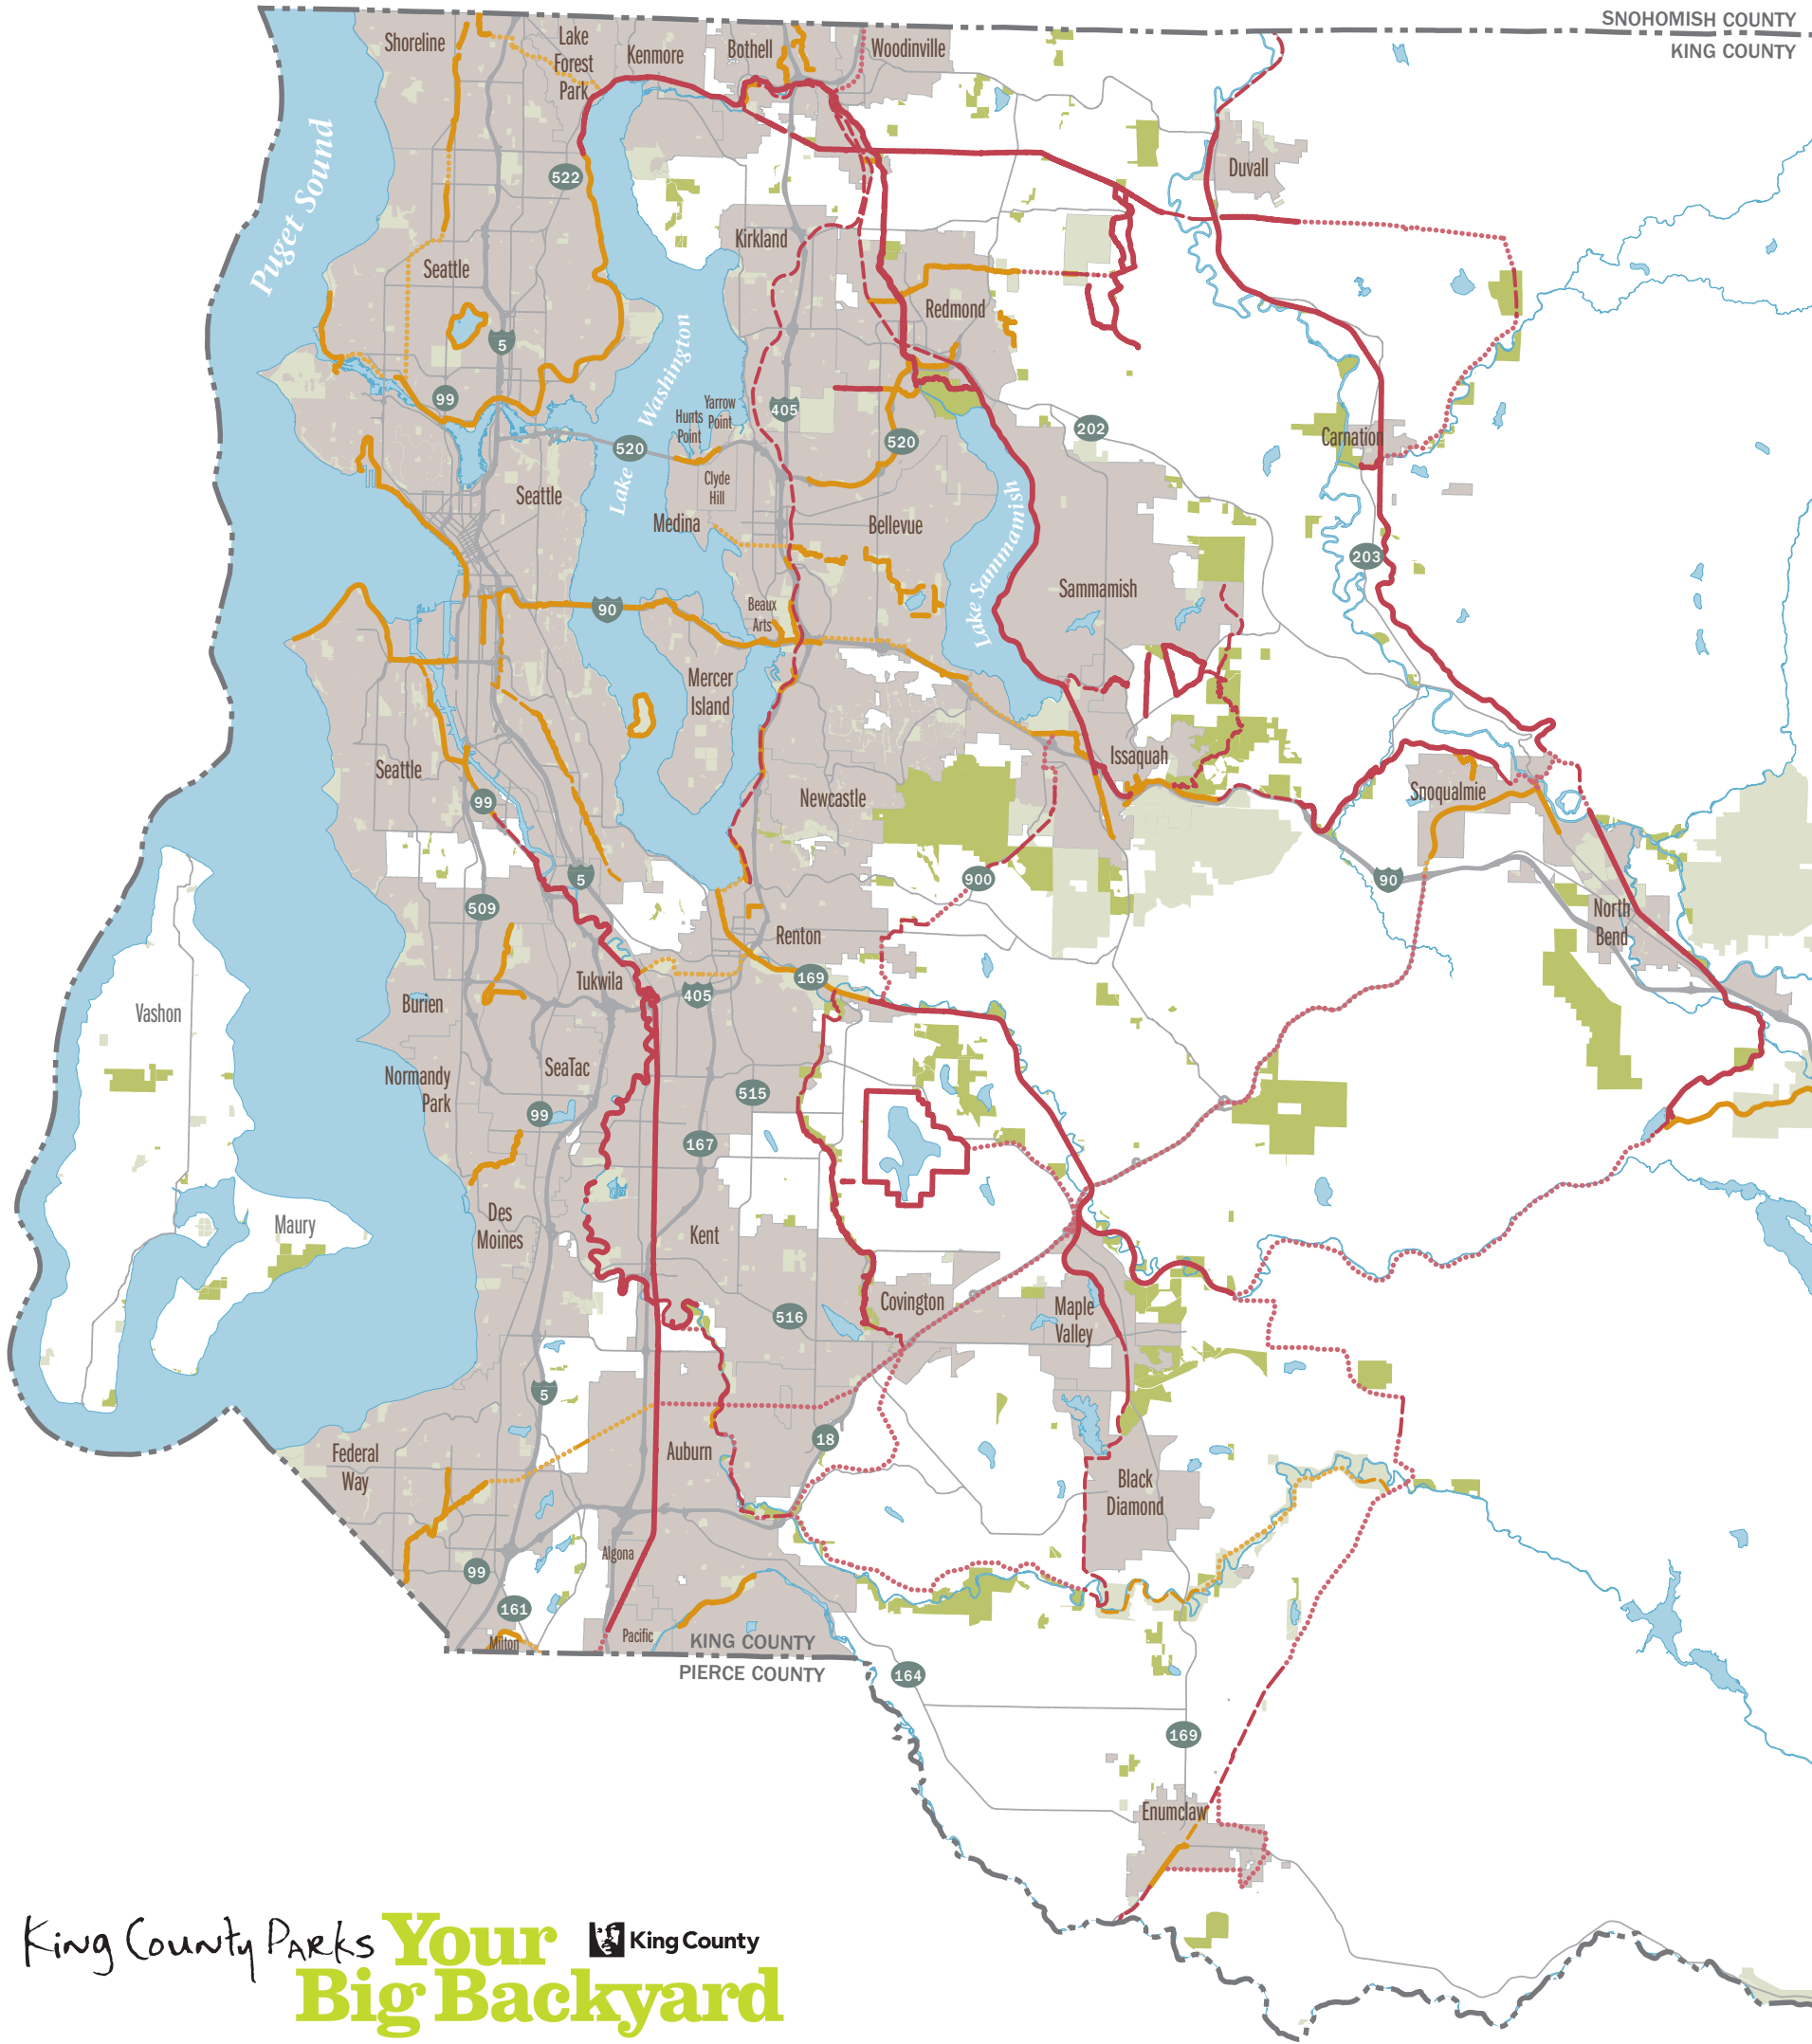 SNOHOMISH COUNTY
KING COUNTY
Shoreline
Lake
Forest
Park
Kenmore
Bothell
Woodinville
Puget Sound
522
Duvall
Kirkland
Seattle
Redmond
5
99
Lake Washington
Hunts
Point
Yarrow
Point
405
202
Carnation
520
520
Clyde
Hill
Seattle
Medina
Bellevue
Lake Sammamish
203
Sammamish
90
Beaux
Arts
Mercer
Island
Issaquah
Seattle
Snoqualmie
Newcastle
99
5
900
90
509
North
Bend
Renton
Tukwila
169
405
Burien
Vashon
SeaTac
Normandy
Park
515
99
167
Des
Moines
Maury
Kent
Covington
Maple
Valley
516
5
18
Auburn
Federal
Way
Black
Diamond
Algona
99
161
Milton
Pacific
KING COUNTY
PIERCE COUNTY
164
169
Enumclaw
King County Parks
Your
Big Backyard
King County